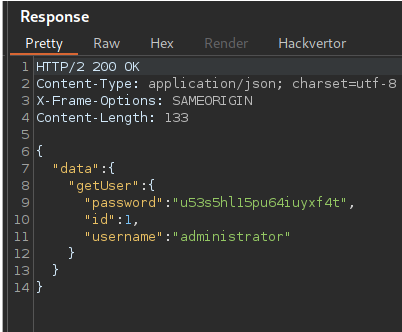 Response
Pretty Raw Hex Render Hackvertor
1 HTTP/2 200 OK
2 Content-Type: application/json; charset=utf-8
3 X-Frame-Options: SAMEORIGIN
4 Content-Length: 133
5
6 {
7 "data":{
8 "getUser":{
9 "password":"u53s5hl15pu64iuyxf4t",
10 "id":1,
11 "username":"administrator"
12 }
13 }
14 }